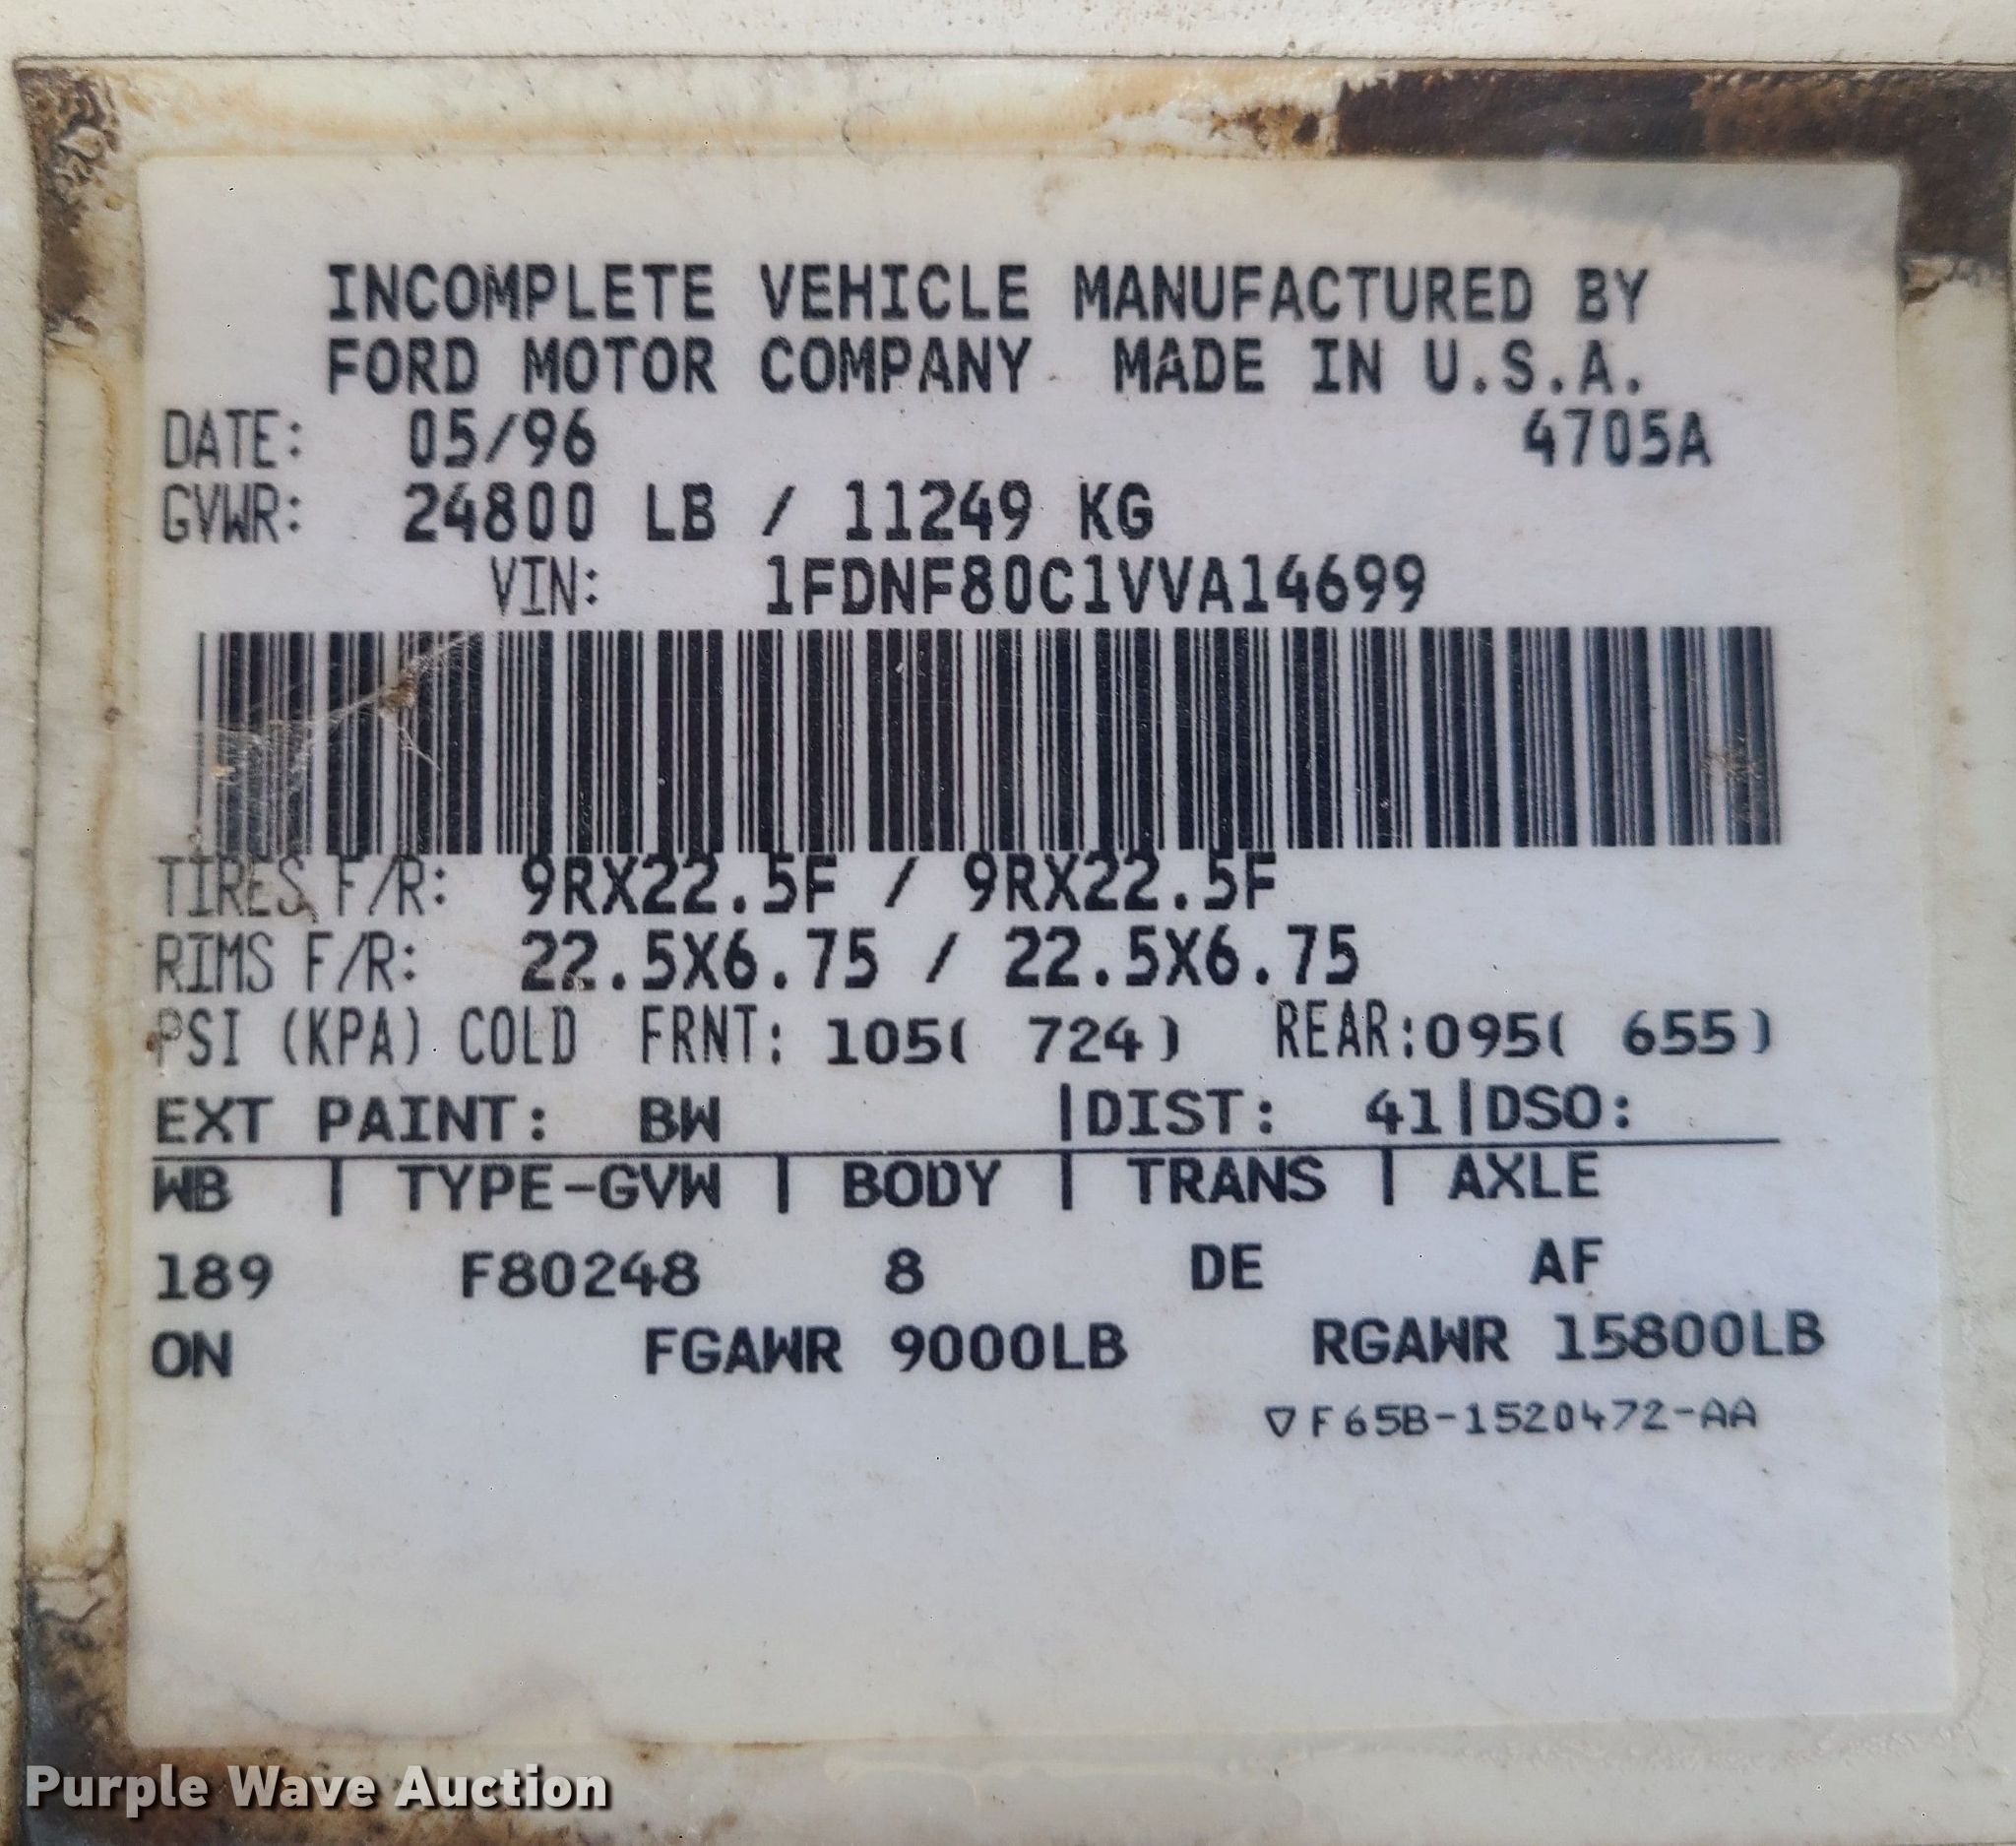 INCOMPLETE VEHICLE MANUFACTURED BY
FORD MOTOR COMPANY MADE IN U.S.A.
DATE: 05/96 4705A
GVWR: 24800 LB / 11249 KG
VIN: 1FDNF80C1VVA14699
TIRES F/R: 9RX22.5F / 9RX22.5F
RIMS F/R: 22.5X6.75 / 22.5X6.75
PSI (KPA) COLD FRNT: 105( 724) REAR:095( 655)
EXT PAINT: BW |DIST: 41|DSO:
WB | TYPE-GVW | BODY | TRANS | AXLE
189 F80248 8 DE AF
ON FGAWR 9000LB RGAWR 15800LB
▽F65B-1520472-AA
Purple Wave Auction